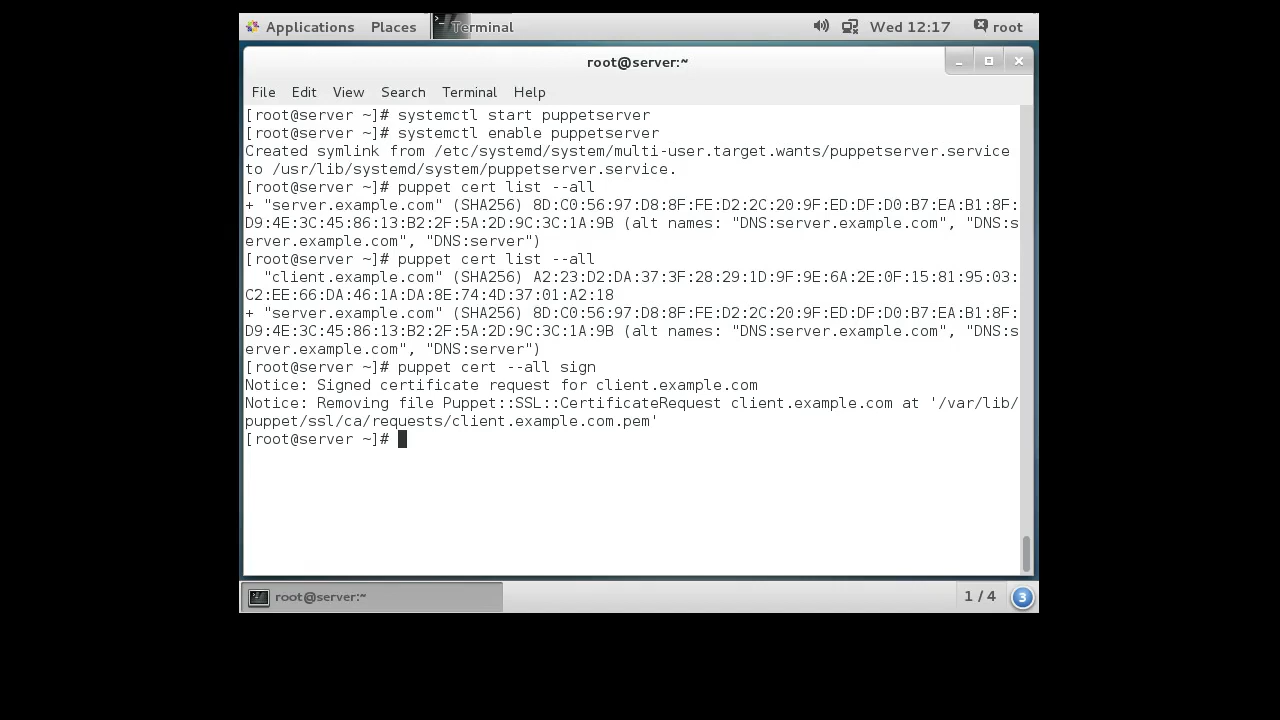 Applications Places Terminal Wed 12:17 root
root@server:~
File Edit View Search Terminal Help
[root@server ~]# systemctl start puppetserver
[root@server ~]# systemctl enable puppetserver
Created symlink from /etc/systemd/system/multi-user.target.wants/puppetserver.service
to /usr/lib/systemd/system/puppetserver.service.
[root@server ~]# puppet cert list --all
+ "server.example.com" (SHA256) 8D:C0:56:97:D8:8F:FE:D2:2C:20:9F:ED:DF:D0:B7:EA:B1:8F:
D9:4E:3C:45:86:13:B2:2F:5A:2D:9C:3C:1A:9B (alt names: "DNS:server.example.com", "DNS:s
erver.example.com", "DNS:server")
[root@server ~]# puppet cert list --all
  "client.example.com" (SHA256) A2:23:D2:DA:37:3F:28:29:1D:9F:9E:6A:2E:0F:15:81:95:03:
C2:EE:66:DA:46:1A:DA:8E:74:4D:37:01:A2:18
+ "server.example.com" (SHA256) 8D:C0:56:97:D8:8F:FE:D2:2C:20:9F:ED:DF:D0:B7:EA:B1:8F:
D9:4E:3C:45:86:13:B2:2F:5A:2D:9C:3C:1A:9B (alt names: "DNS:server.example.com", "DNS:s
erver.example.com", "DNS:server")
[root@server ~]# puppet cert --all sign
Notice: Signed certificate request for client.example.com
Notice: Removing file Puppet::SSL::CertificateRequest client.example.com at '/var/lib/
puppet/ssl/ca/requests/client.example.com.pem'
[root@server ~]#
root@server:~ 1 / 4 3